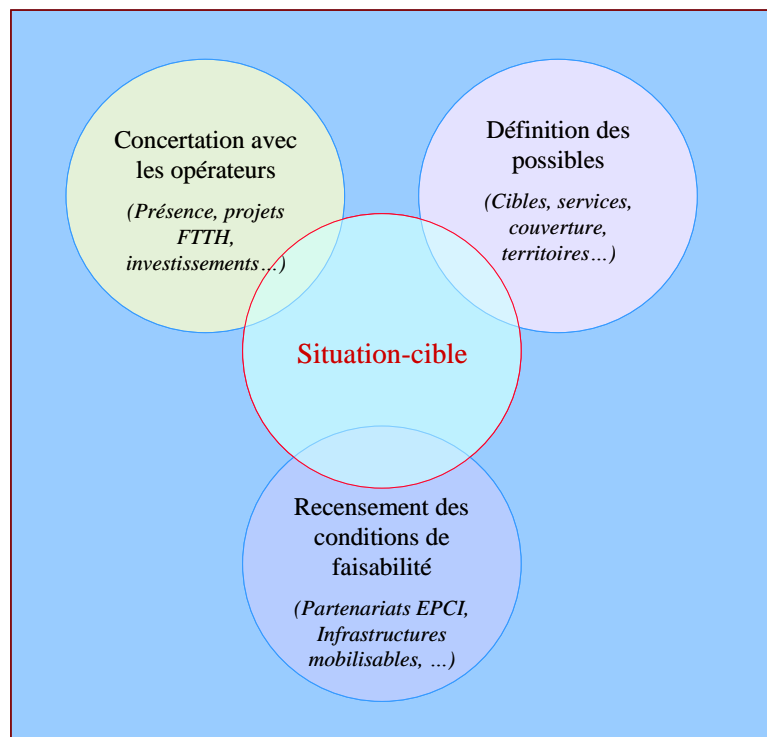 Concertation avec
les opérateurs
(Présence, projets
FTTH,
investissements…)
Définition des
possibles
(Cibles, services,
couverture,
territoires…)
Situation-cible
Recensement des
conditions de
faisabilité
(Partenariats EPCI,
Infrastructures
mobilisables, …)